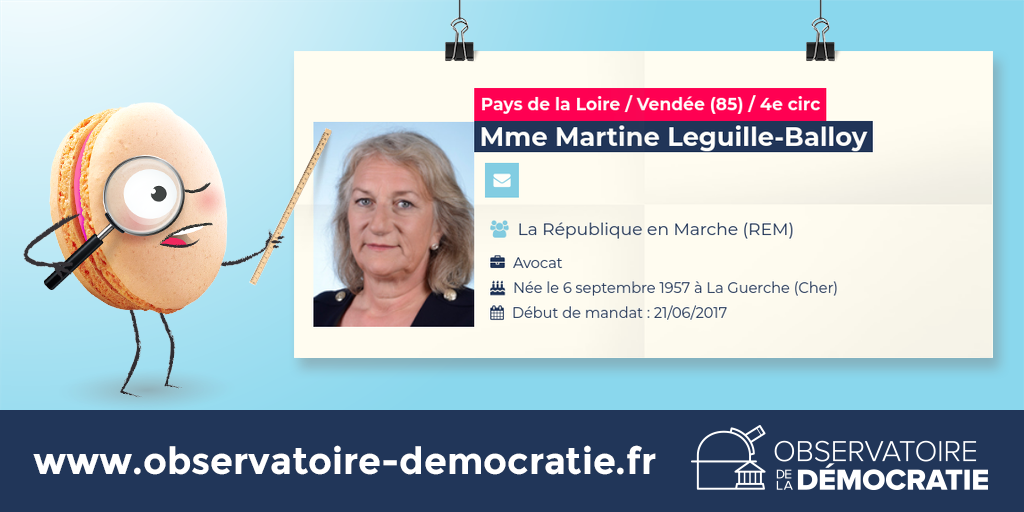 Pays de la Loire / Vendée (85) / 4e circ
Mme Martine Leguille-Balloy
La République en Marche (REM)
Avocat
Née le 6 septembre 1957 à La Guerche (Cher)
Début de mandat : 21/06/2017
www.observatoire-democratie.fr
OBSERVATOIRE
DE LA DÉMOCRATIE